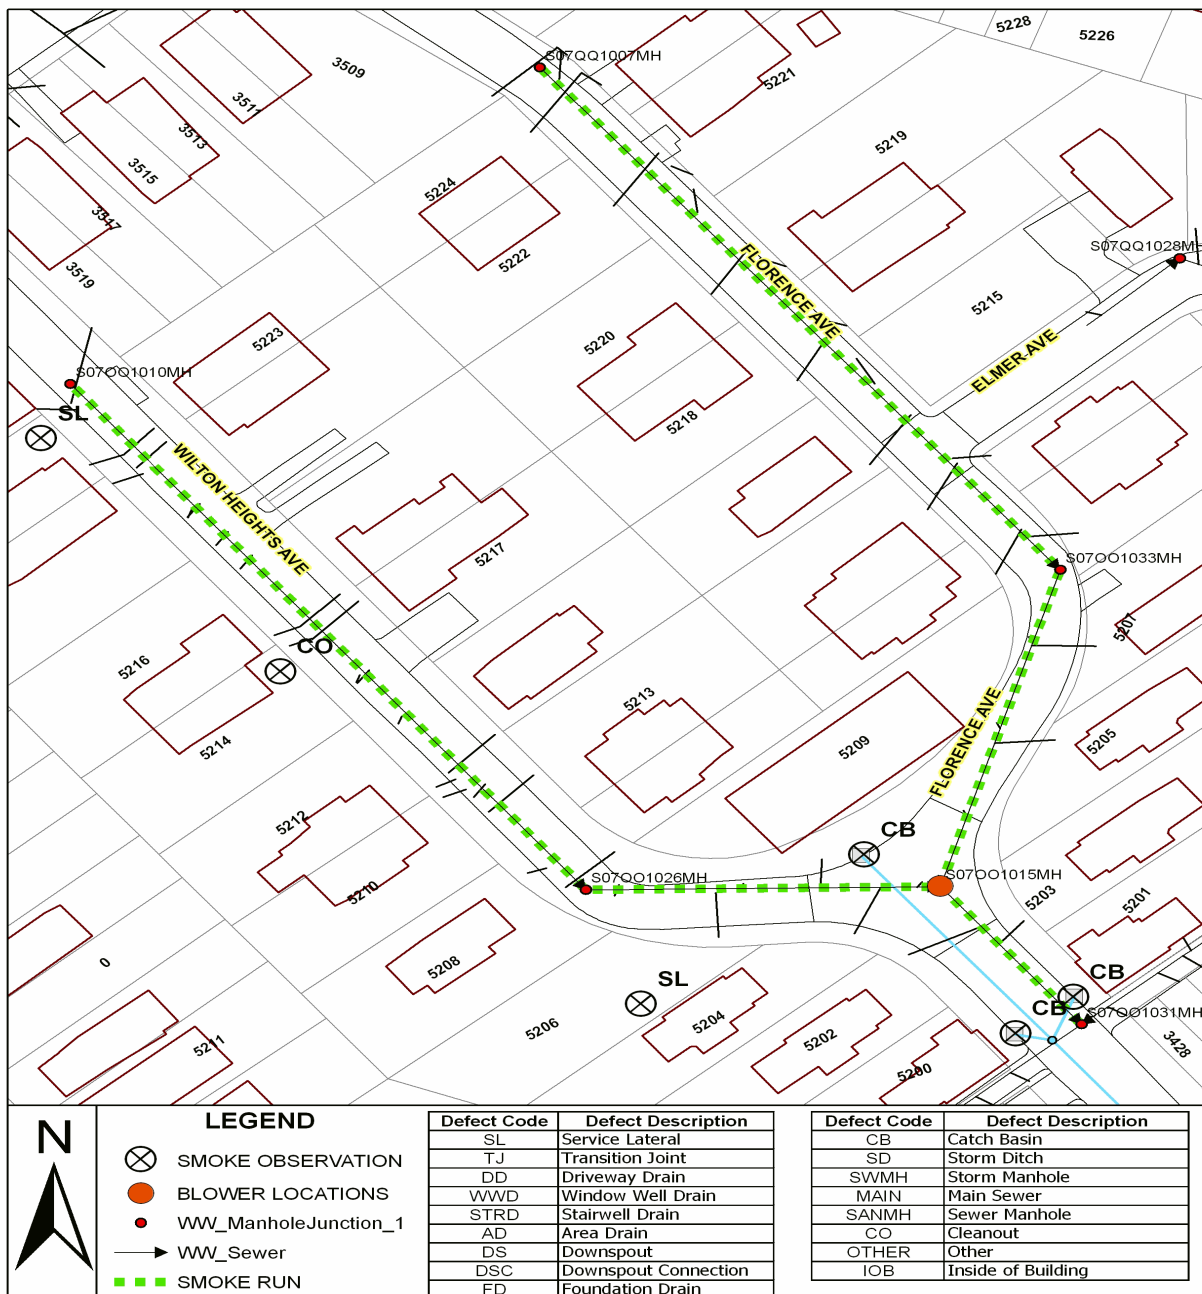 5228
5226
S07QQ1007MH
3509
5221
3511
3513
5219
3515
5224
3517
S07QQ1028MH
5222
3519
FLORENCE AVE
5215
5223
5220
ELMER AVE
S07OO1010MH
SL
5218
WILTON HEIGHTS AVE
5217
S07OO1033MH
CO
5207
5216
5213
FLORENCE AVE
5214
5209
5205
5212
CB
S07OO1026MH
S07OO1015MH
5210
5203
5201
0
5208
SL
CB
CB
S07OO1031MH
5206
5204
5202
5211
3428
5200
N
LEGEND
SMOKE OBSERVATION
BLOWER LOCATIONS
WW_ManholeJunction_1
WW_Sewer
SMOKE RUN
Defect Code Defect Description
SL Service Lateral
TJ Transition Joint
DD Driveway Drain
WWD Window Well Drain
STRD Stairwell Drain
AD Area Drain
DS Downspout
DSC Downspout Connection
FD Foundation Drain
Defect Code Defect Description
CB Catch Basin
SD Storm Ditch
SWMH Storm Manhole
MAIN Main Sewer
SANMH Sewer Manhole
CO Cleanout
OTHER Other
IOB Inside of Building